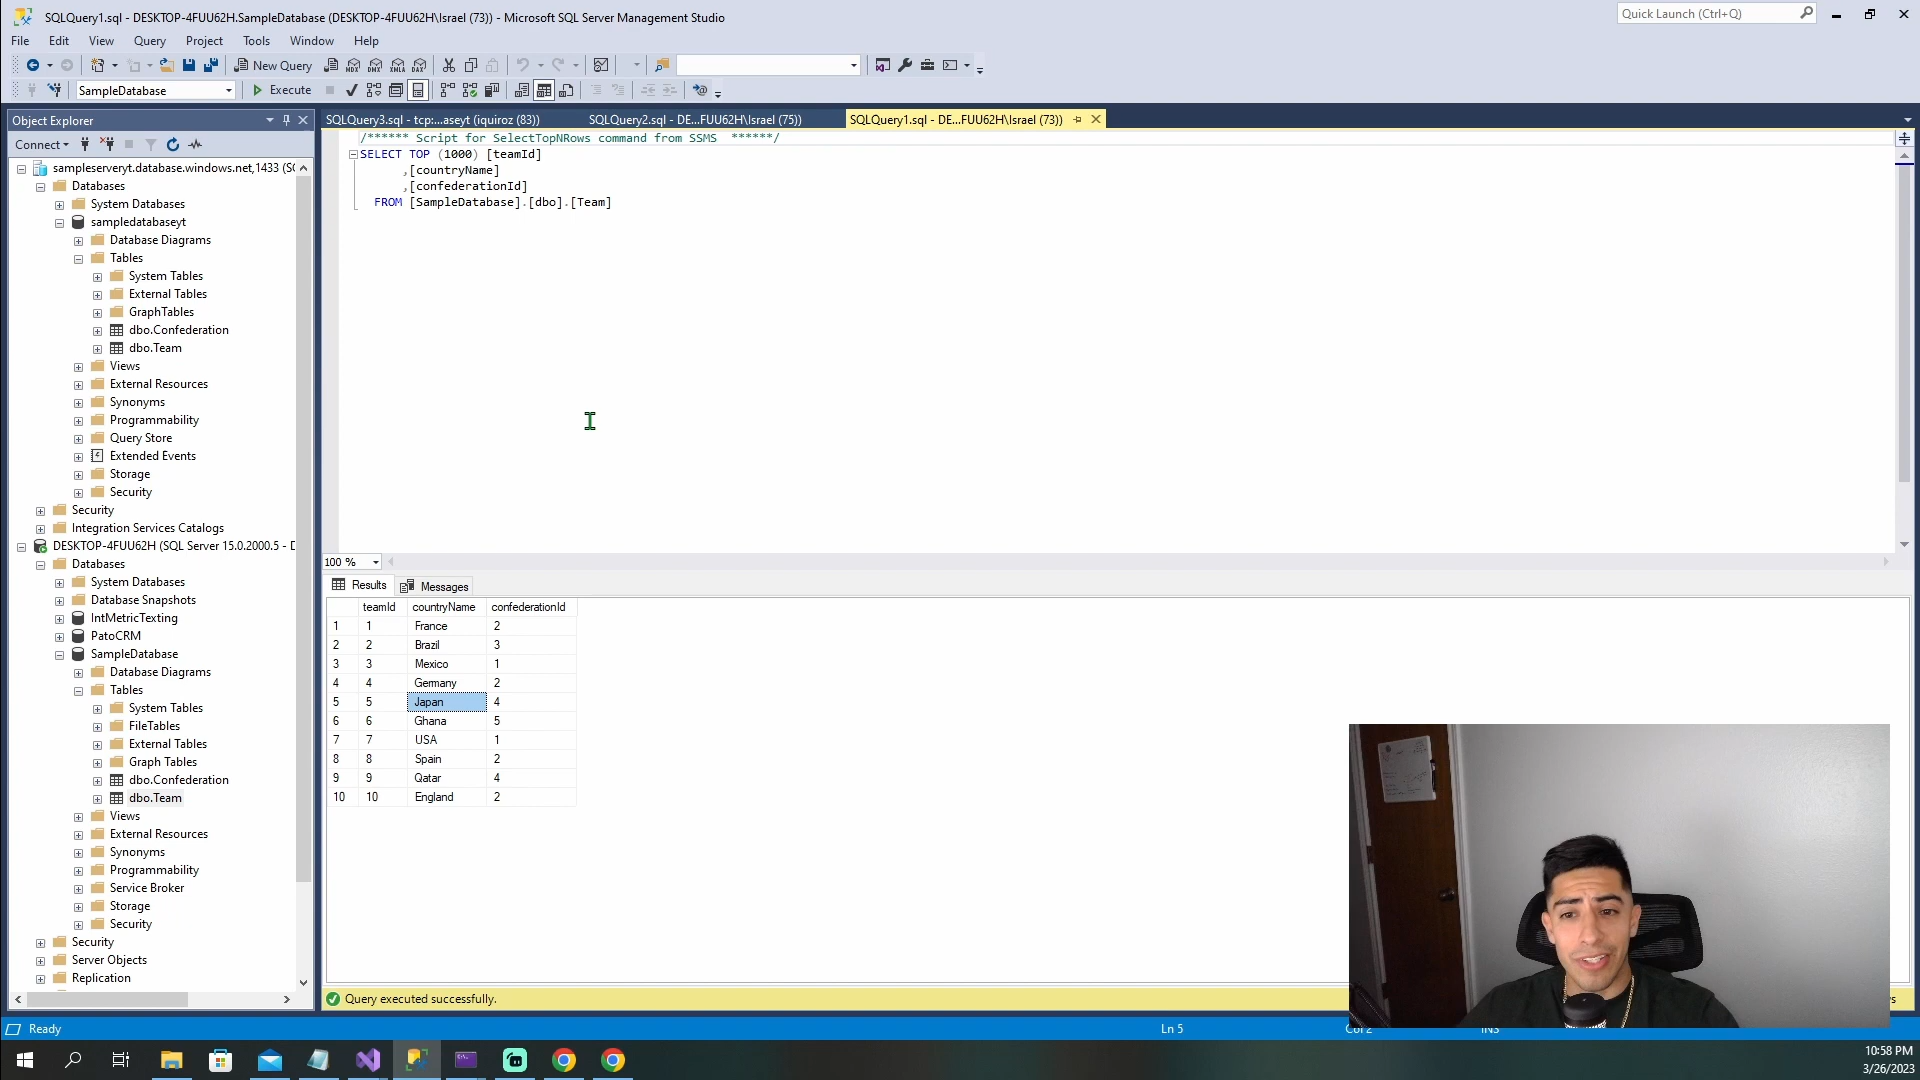 SQLQuery1.sql - DESKTOP-4FUU62H.SampleDatabase (DESKTOP-4FUU62H\Israel (73)) - Microsoft SQL Server Management Studio
Quick Launch (Ctrl+Q)
File Edit View Query Project Tools Window Help
New Query
SampleDatabase Execute
Object Explorer
Connect
sampleserveryt.database.windows.net,1433 (S
Databases
System Databases
sampledatabaseyt
Database Diagrams
Tables
System Tables
External Tables
GraphTables
dbo.Confederation
dbo.Team
Views
External Resources
Synonyms
Programmability
Query Store
Extended Events
Storage
Security
Security
Integration Services Catalogs
DESKTOP-4FUU62H (SQL Server 15.0.2000.5 - D
Databases
System Databases
Database Snapshots
IntMetricTexting
PatoCRM
SampleDatabase
Database Diagrams
Tables
System Tables
FileTables
External Tables
Graph Tables
dbo.Confederation
dbo.Team
Views
External Resources
Synonyms
Programmability
Service Broker
Storage
Security
Security
Server Objects
Replication
SQLQuery3.sql - tcp:...aseyt (iquiroz (83)) SQLQuery2.sql - DE...FUU62H\Israel (75)) SQLQuery1.sql - DE...FUU62H\Israel (73))
/****** Script for SelectTopNRows command from SSMS ******/
SELECT TOP (1000) [teamId]
,[countryName]
,[confederationId]
FROM [SampleDatabase].[dbo].[Team]
100 %
Results Messages
teamId countryName confederationId
1 1 France 2
2 2 Brazil 3
3 3 Mexico 1
4 4 Germany 2
5 5 Japan 4
6 6 Ghana 5
7 7 USA 1
8 8 Spain 2
9 9 Qatar 4
10 10 England 2
Query executed successfully.
Ready Ln 5 Col 2 INS
10:58 PM
3/26/2023